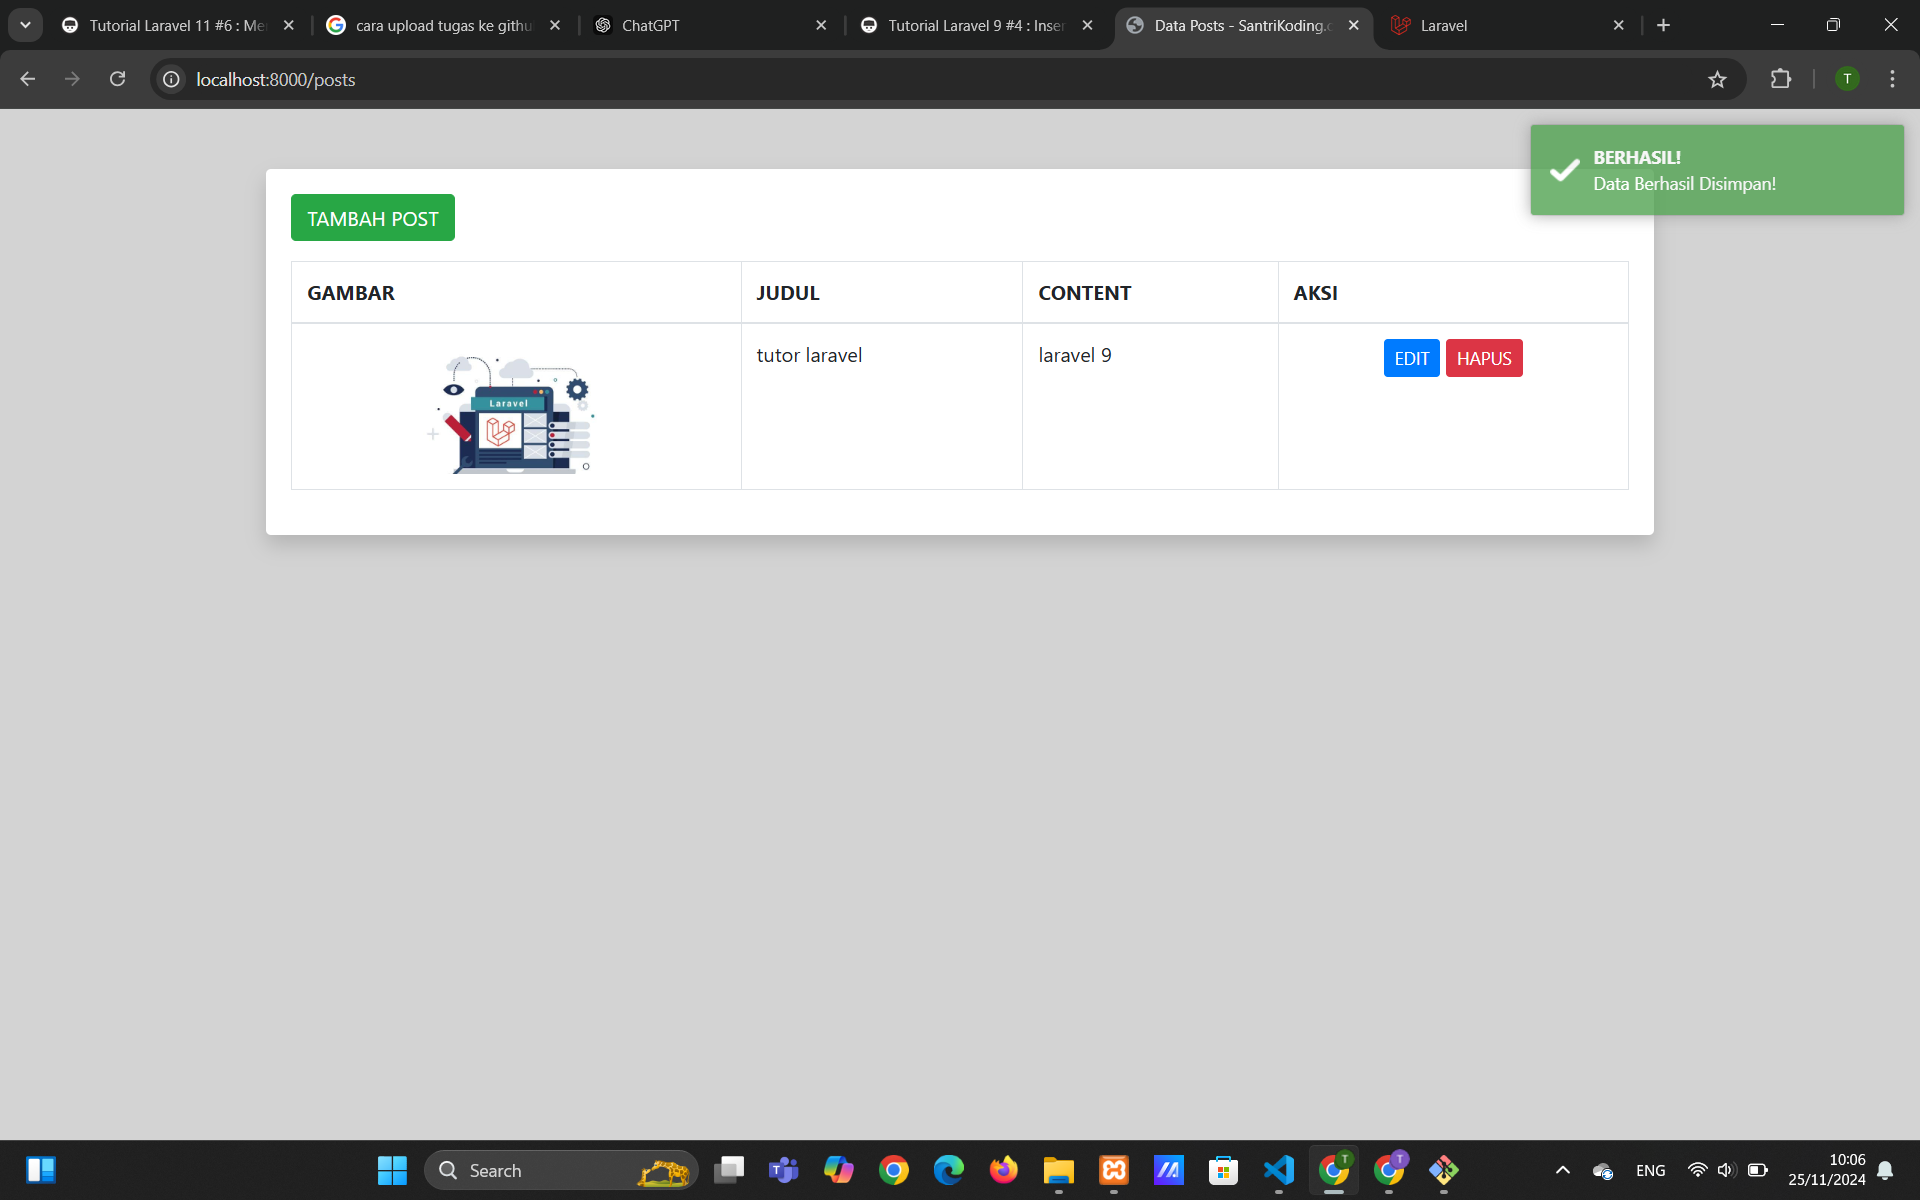 Tutorial Laravel 11 #6 : Me
cara upload tugas ke githu
ChatGPT
Tutorial Laravel 9 #4 : Inser
Data Posts - SantriKoding.c
Laravel
localhost:8000/posts
T
BERHASIL!
Data Berhasil Disimpan!
TAMBAH POST
GAMBAR JUDUL CONTENT AKSI
Laravel
tutor laravel
laravel 9
EDIT HAPUS
Search
T
T
T
ENG
10:06
25/11/2024